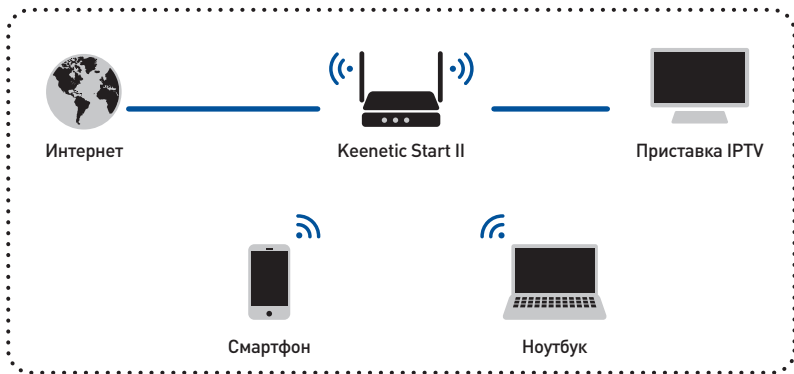 Интернет
Keenetic Start II
Приставка IPTV
Смартфон
Ноутбук